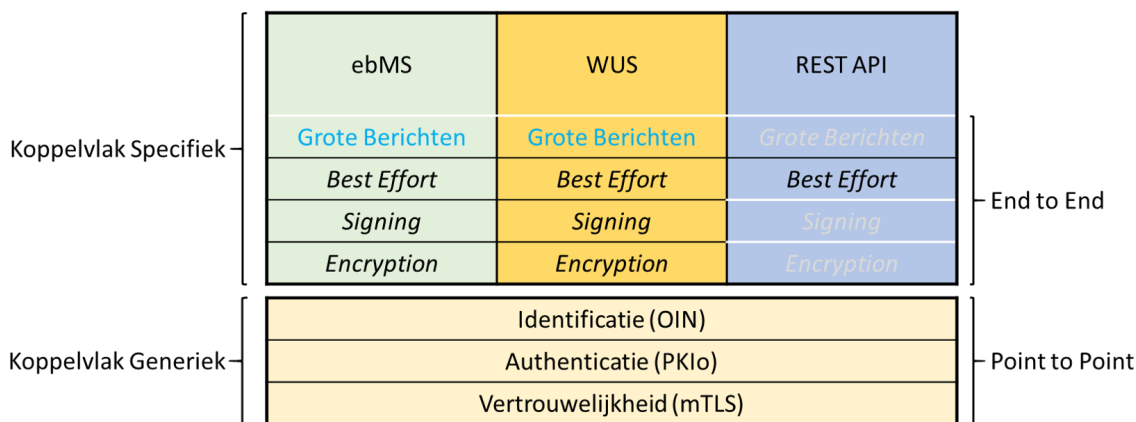 ebMS WUS REST API
Koppelvlak Specifiek
Grote Berichten Grote Berichten Grote Berichten
Best Effort Best Effort Best Effort
End to End
Signing Signing Signing
Encryption Encryption Encryption
Identificatie (OIN)
Koppelvlak Generiek
Authenticatie (PKIo)
Point to Point
Vertrouwelijkheid (mTLS)